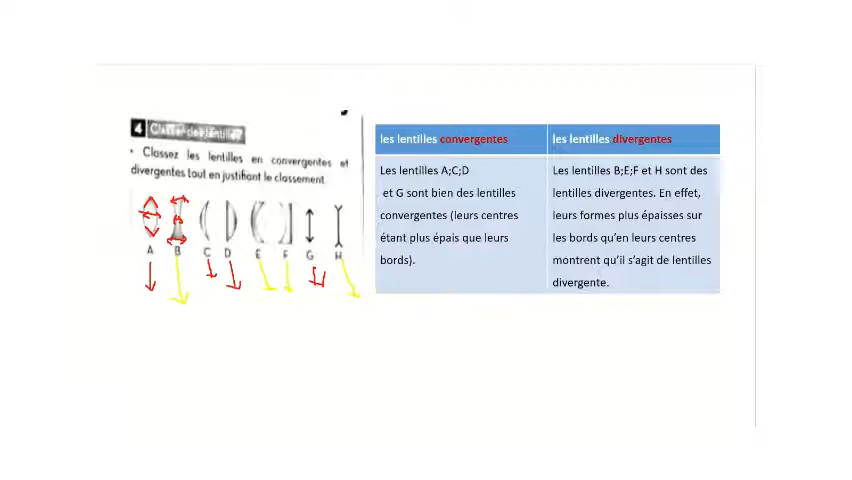 4 Classer des lentilles
• Classez les lentilles en convergentes et
divergentes tout en justifiant le classement
A B C D E F G H
les lentilles convergentes
Les lentilles A;C;D
et G sont bien des lentilles
convergentes (leurs centres
étant plus épais que leurs
bords).
les lentilles divergentes
Les lentilles B;E;F et H sont des
lentilles divergentes. En effet,
leurs formes plus épaisses sur
les bords qu'en leurs centres
montrent qu'il s'agit de lentilles
divergente.